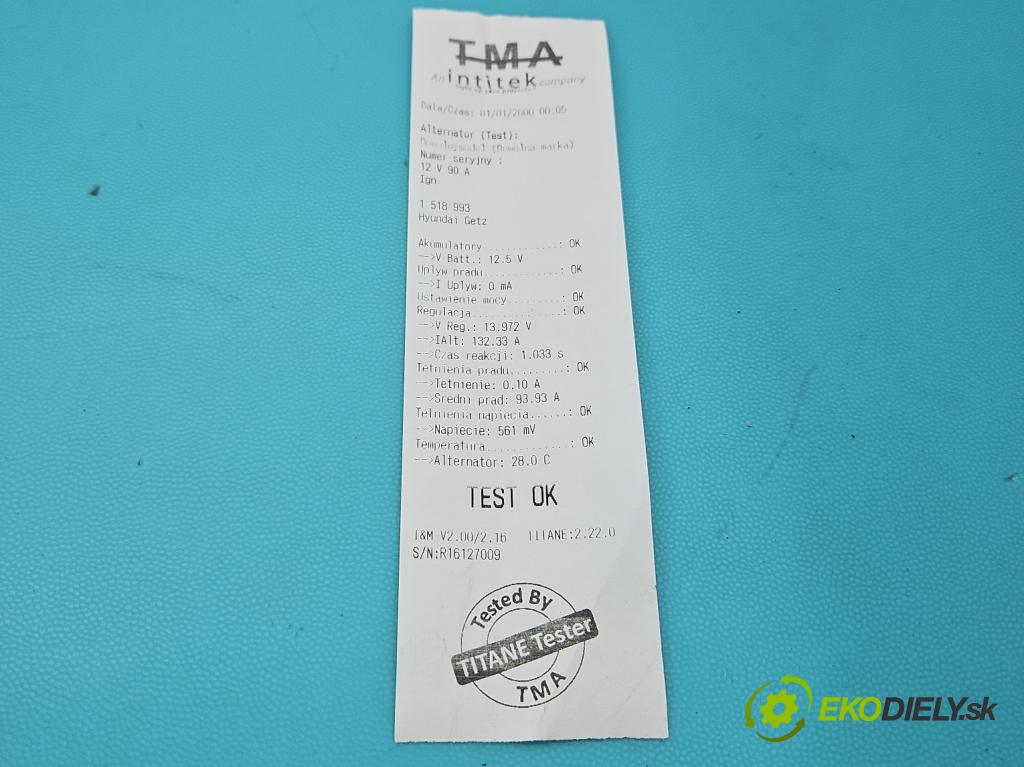 TMA
An intitek company
Data/Czas: 01/01/2000 00:05
Alternator (Test):
Dowolnymodel (Dowolna marka)
Numer seryjny :
12 V 90 A
Ign
1 518 993
Hyundai Getz
Akumulatory...........: OK
-->V Batt.: 12.5 V
Uplyw pradu............: OK
-->I Uplyw: 0 mA
Ustawienie mocy........: OK
Regulacja..............: OK
-->V Reg.: 13.972 V
-->IAlt: 132.33 A
-->Czas reakcji: 1.033 s
Tetnienia pradu........: OK
-->Tetnienie: 0.10 A
-->Sredni prad: 93.93 A
Tetnienia napiecia......: OK
-->Napiecie: 561 mV
Temperatura............: OK
-->Alternator: 28.0 C
TEST OK
T&M V2.00/2.16 TITANE:2.22.0
S/N:R16127009
Tested By
TITANE Tester
TMA
EKODIELY.sk